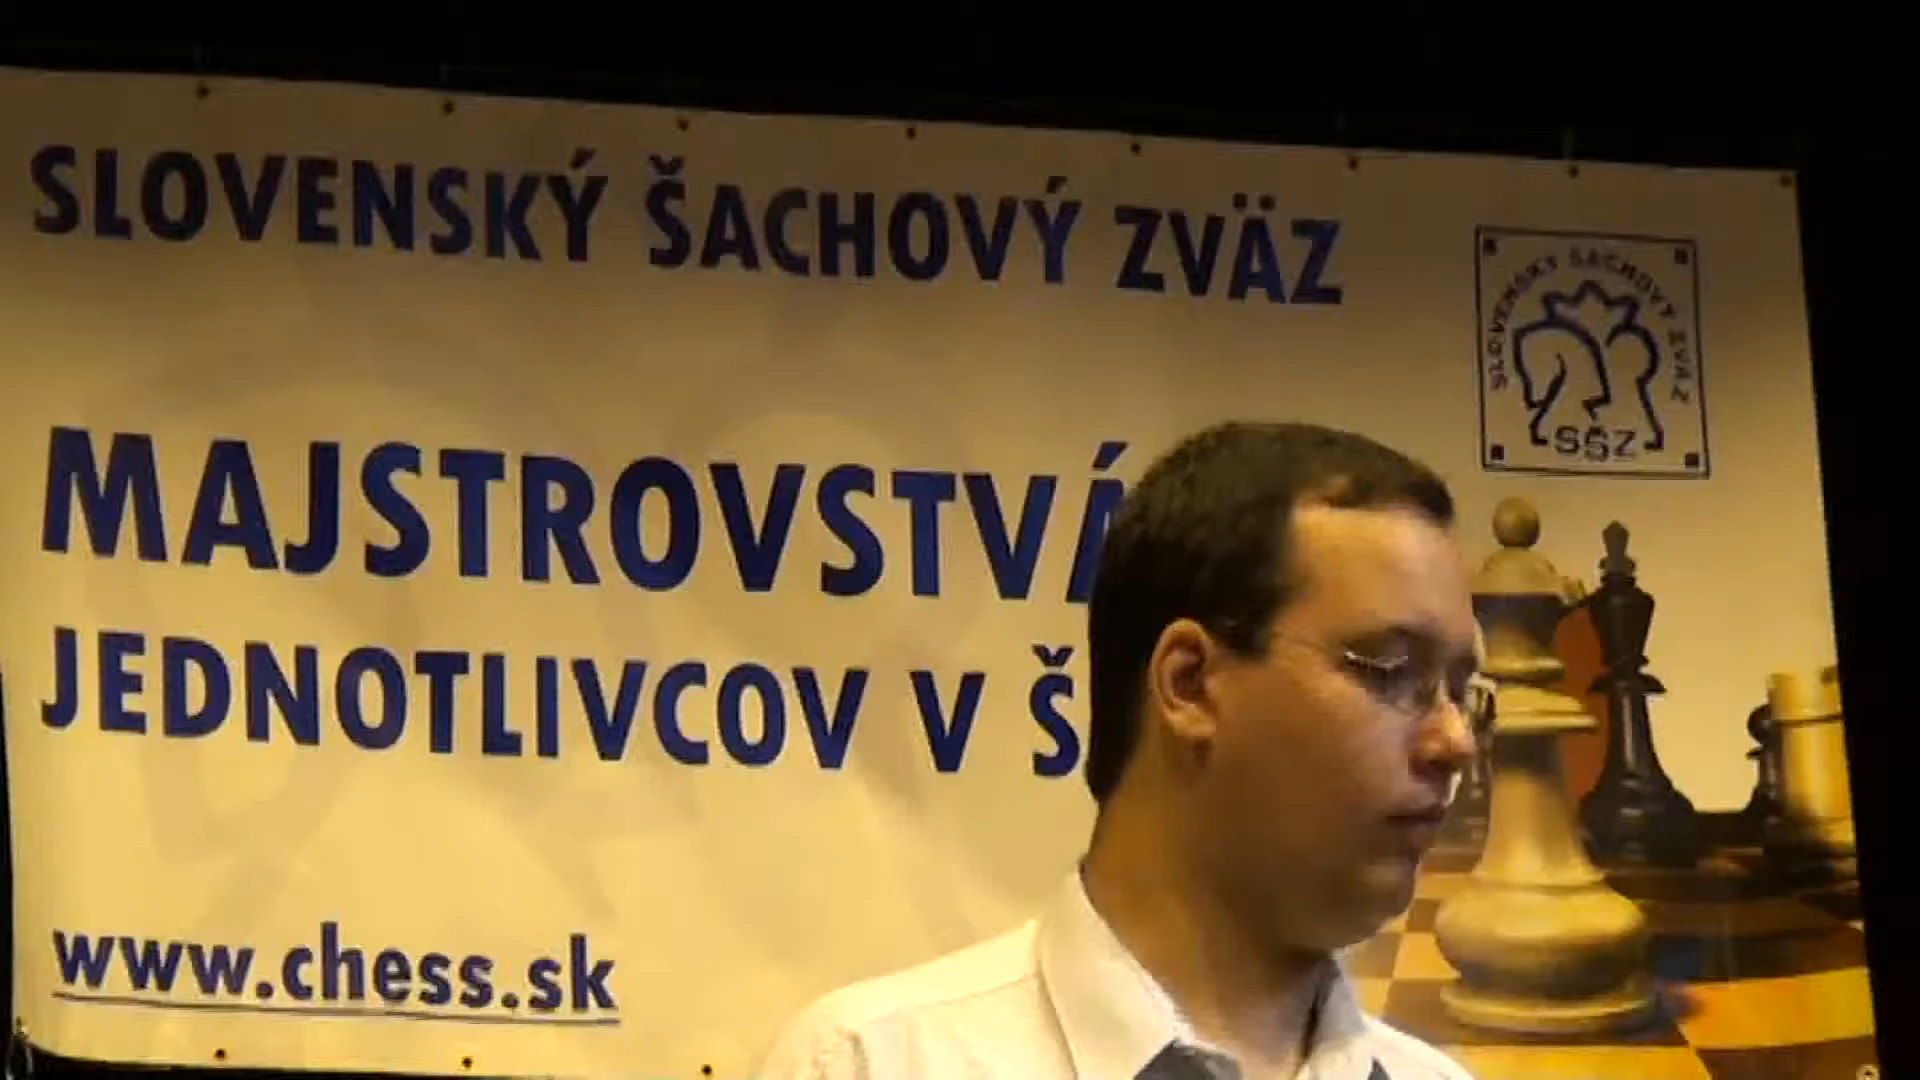 SLOVENSKÝ ŠACHOVÝ ZVÄZ
SLOVENSKÝ ŠACHOVÝ ZVÄZ
SŠZ
MAJSTROVSTVÁ
JEDNOTLIVCOV V
www.chess.sk